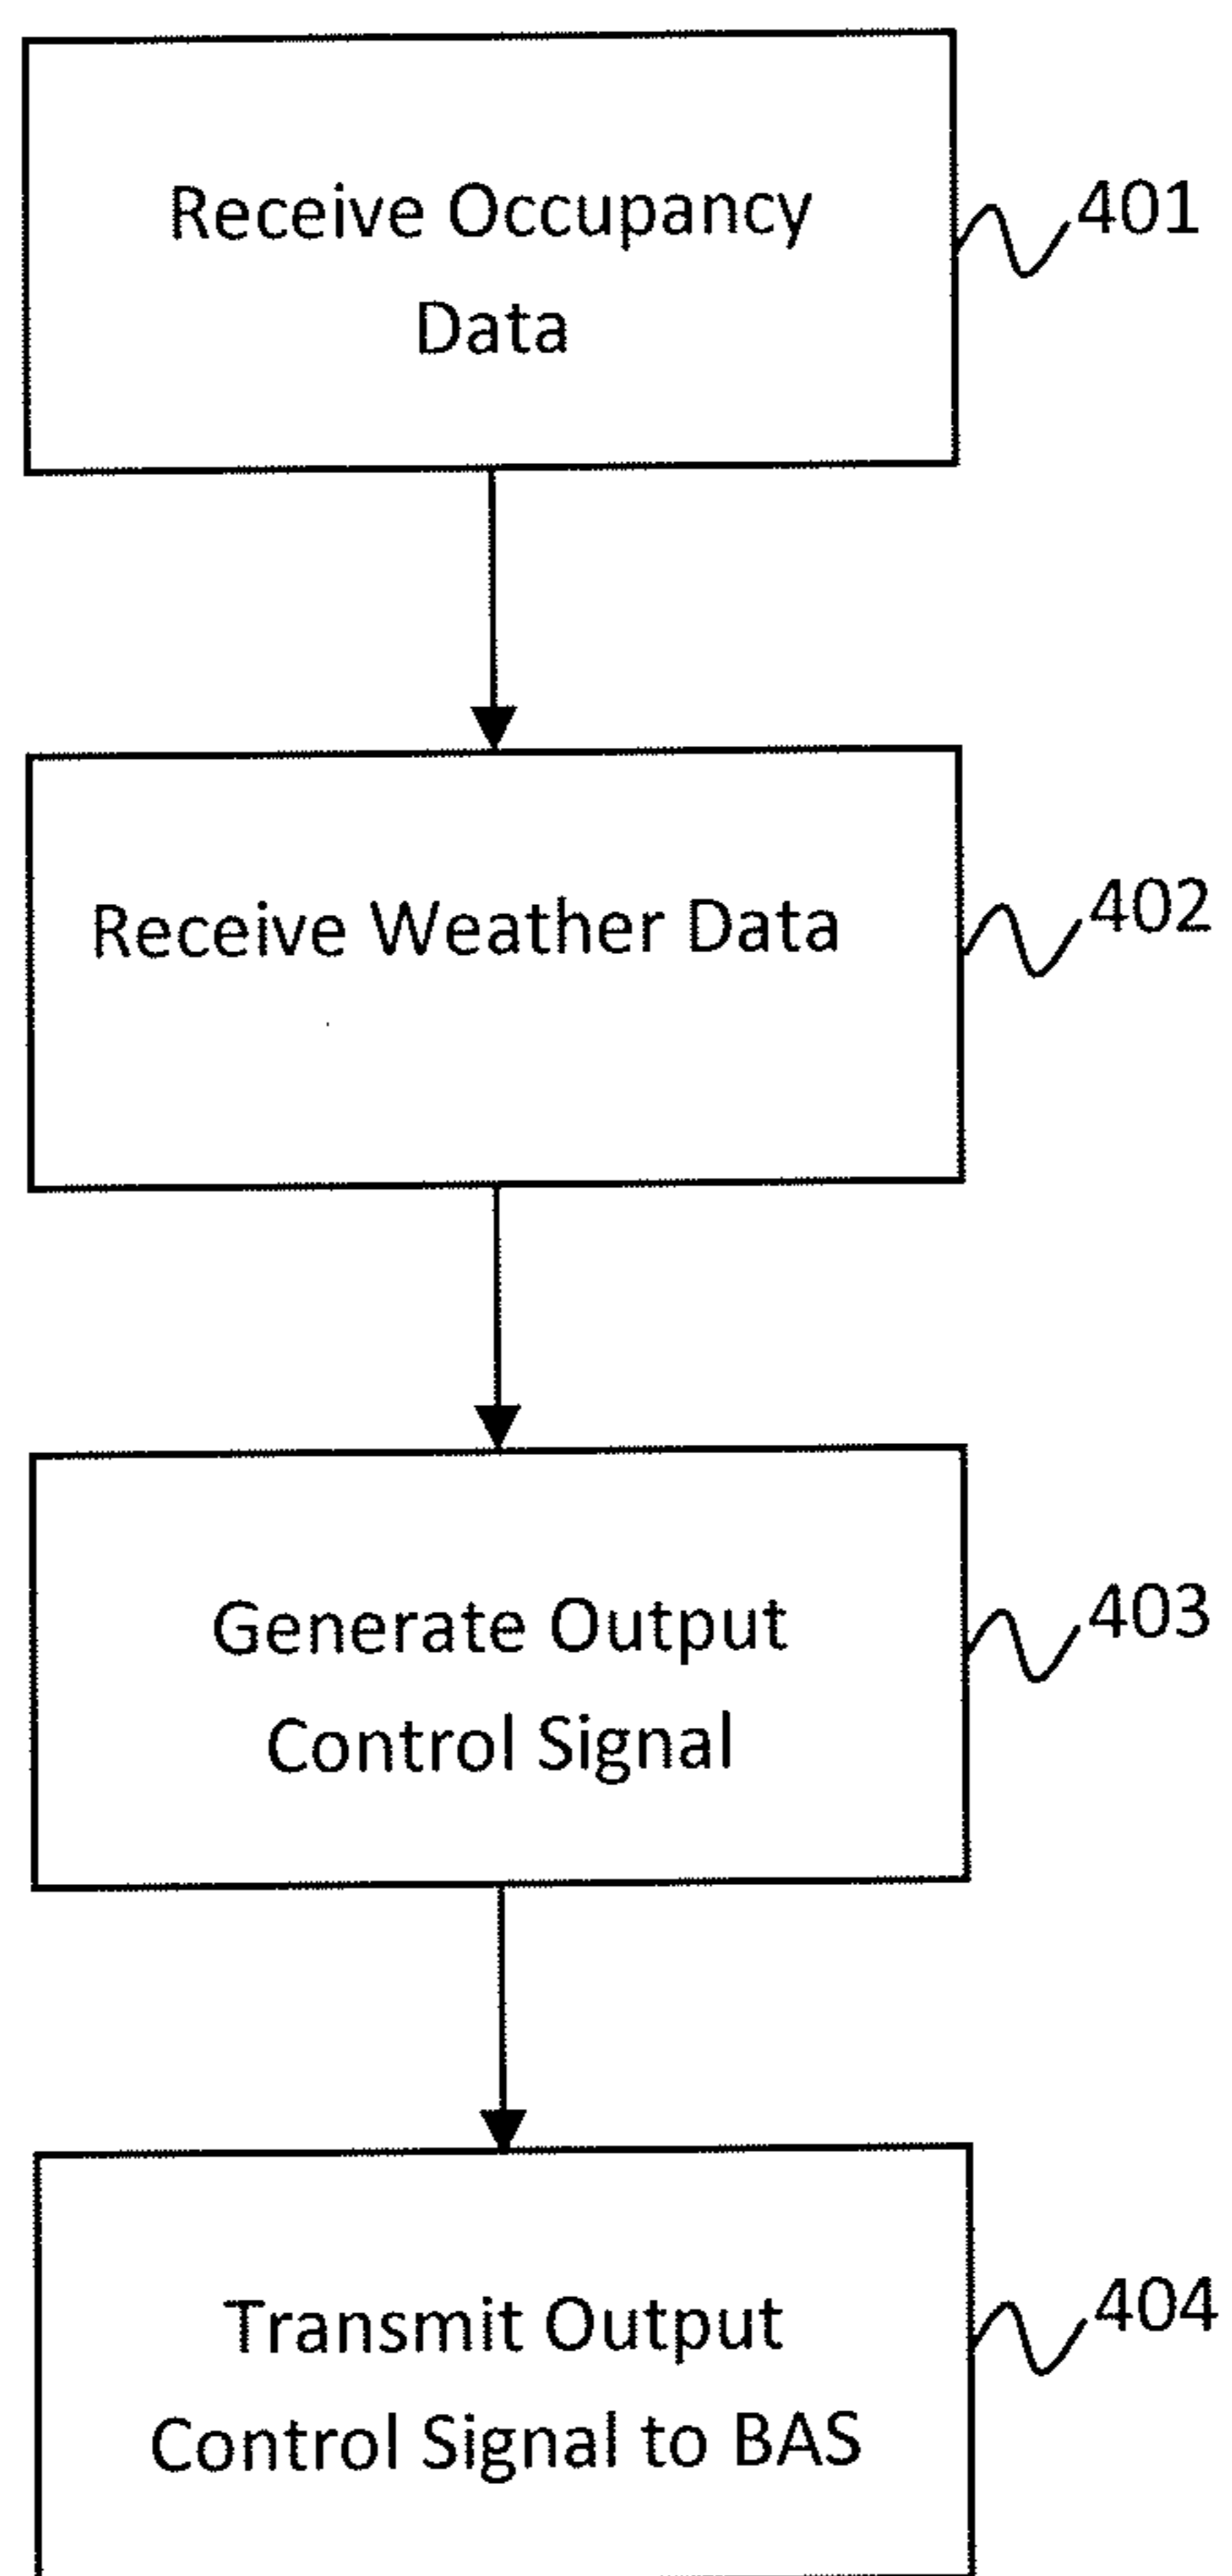 Receive Occupancy
Data
401
Receive Weather Data
402
Generate Output
Control Signal
403
Transmit Output
Control Signal to BAS
404